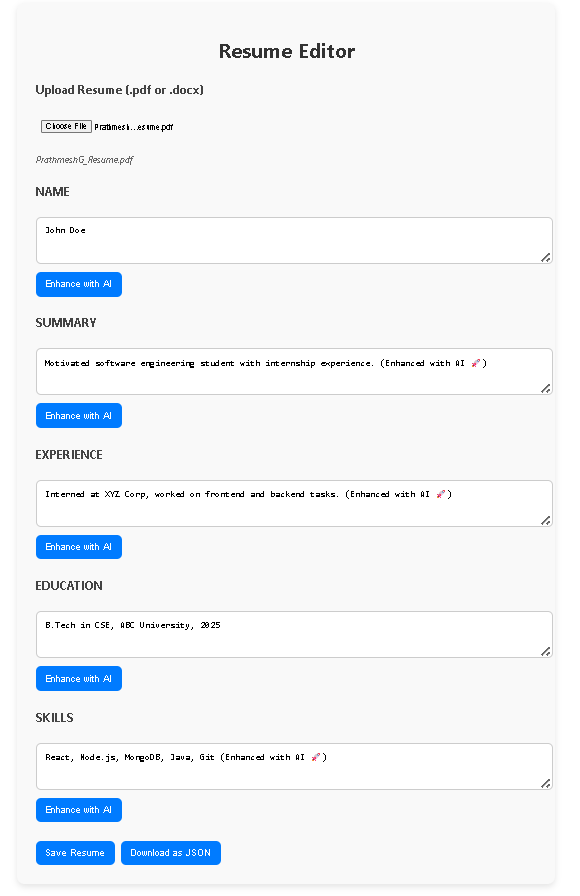 Resume Editor
Upload Resume (.pdf or .docx)
Choose File Prathmesh...esume.pdf
PrathmeshG_Resume.pdf
NAME
John Doe
Enhance with AI
SUMMARY
Motivated software engineering student with internship experience. (Enhanced with AI 🚀)
Enhance with AI
EXPERIENCE
Interned at XYZ Corp, worked on frontend and backend tasks. (Enhanced with AI 🚀)
Enhance with AI
EDUCATION
B.Tech in CSE, ABC University, 2025
Enhance with AI
SKILLS
React, Node.js, MongoDB, Java, Git (Enhanced with AI 🚀)
Enhance with AI
Save Resume Download as JSON